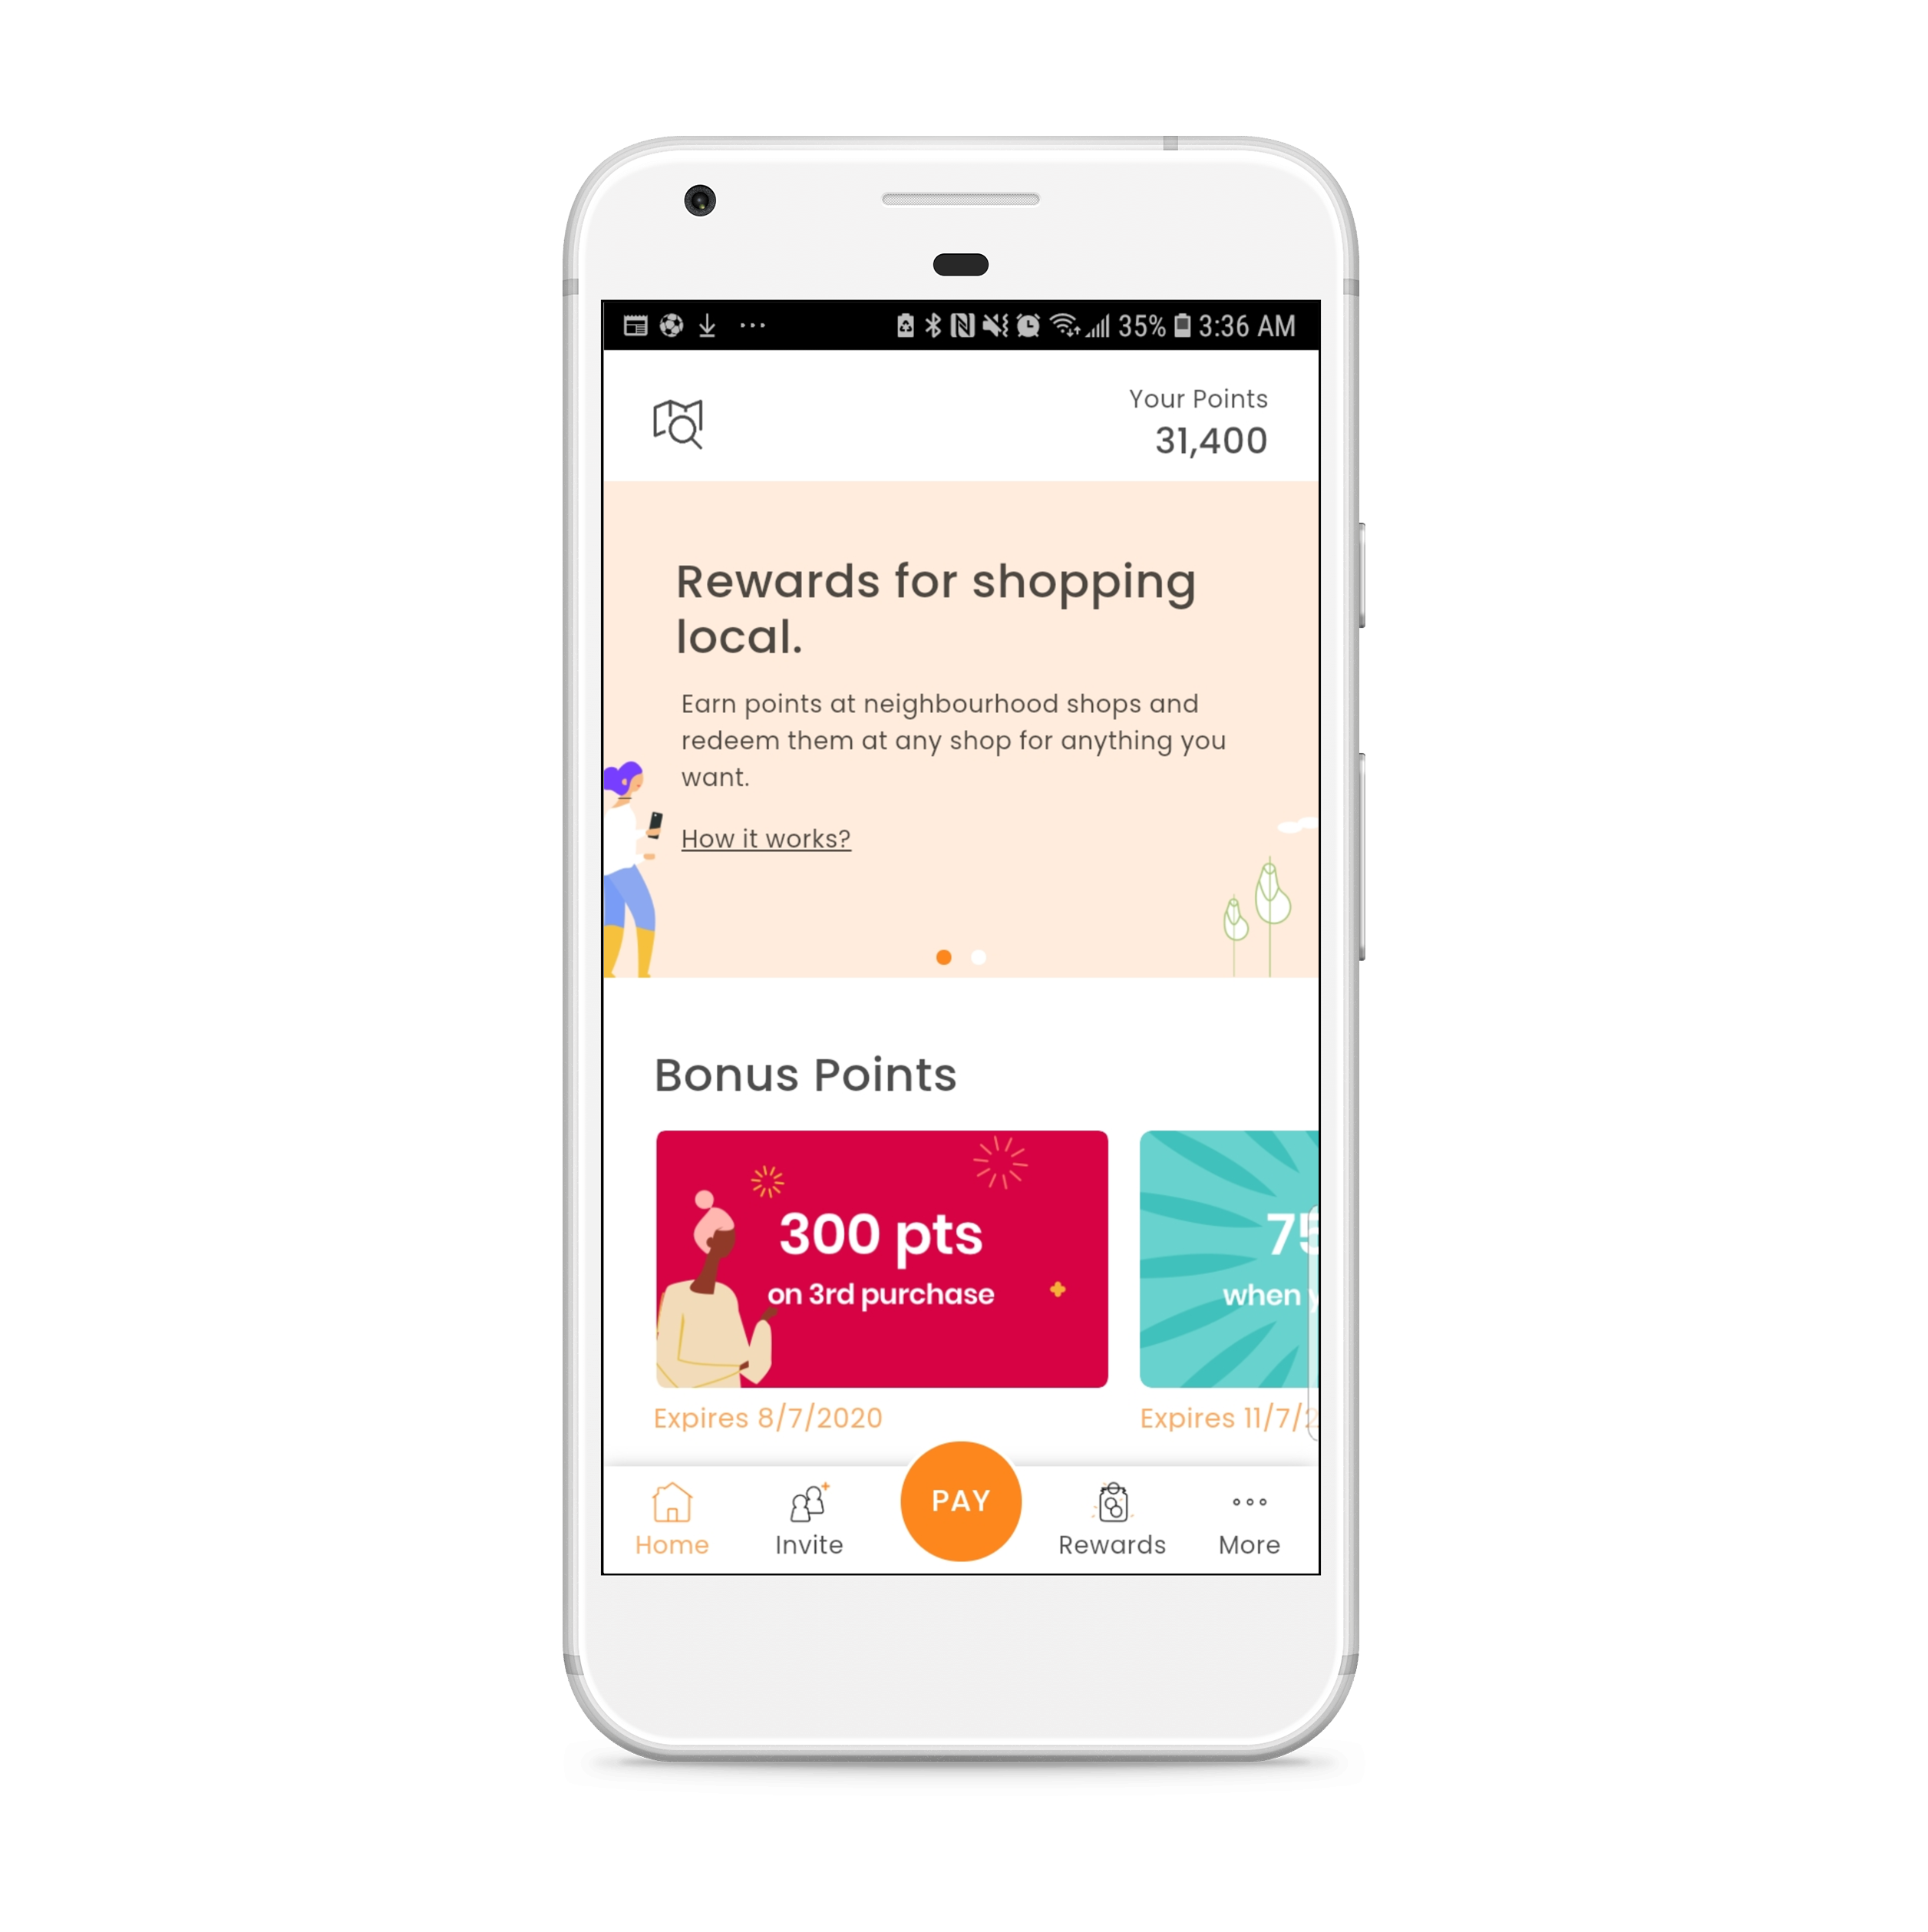 35% 3:36 AM
Your Points
31,400
Rewards for shopping
local.
Earn points at neighbourhood shops and
redeem them at any shop for anything you
want.
How it works?
Bonus Points
300 pts
on 3rd purchase
75
when
Expires 8/7/2020
Expires 11/7/2
PAY
Home
Invite
Rewards
More